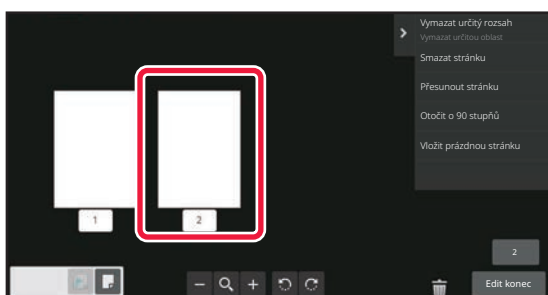 Vymazat určitý rozsah
Vymazat určitou oblast
Smazat stránku
Přesunout stránku
Otočit o 90 stupňů
Vložit prázdnou stránku
1
2
2
Edit konec